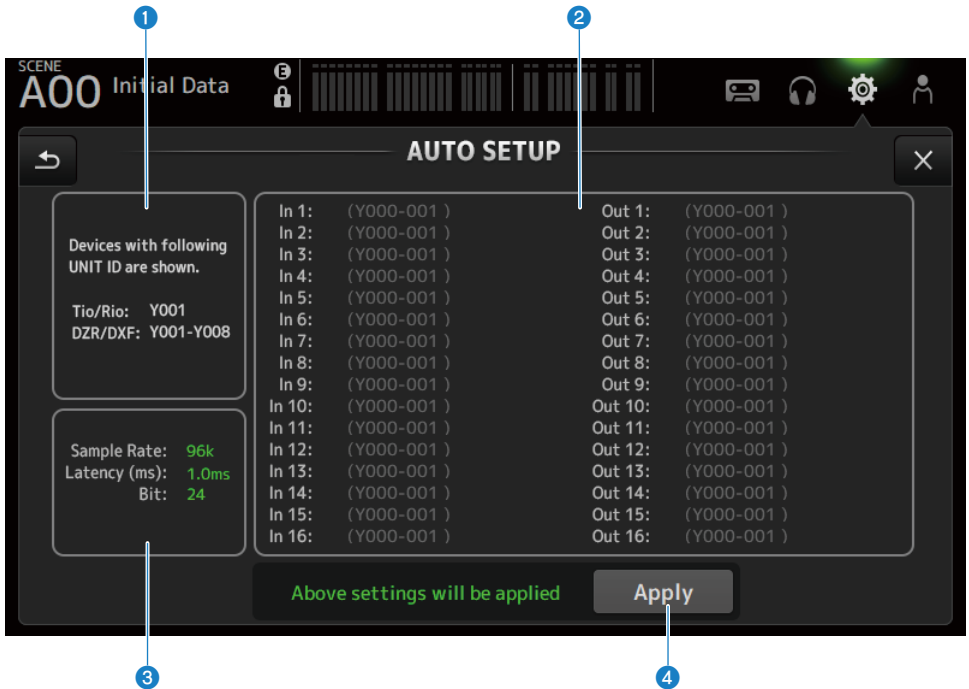 1 2
SCENE
A00 Initial Data
E
AUTO SETUP
Devices with following
UNIT ID are shown.
Tio/Rio: Y001
DZR/DXF: Y001-Y008
Sample Rate: 96k
Latency (ms): 1.0ms
Bit: 24
In 1: (Y000-001 ) Out 1: (Y000-001 )
In 2: (Y000-001 ) Out 2: (Y000-001 )
In 3: (Y000-001 ) Out 3: (Y000-001 )
In 4: (Y000-001 ) Out 4: (Y000-001 )
In 5: (Y000-001 ) Out 5: (Y000-001 )
In 6: (Y000-001 ) Out 6: (Y000-001 )
In 7: (Y000-001 ) Out 7: (Y000-001 )
In 8: (Y000-001 ) Out 8: (Y000-001 )
In 9: (Y000-001 ) Out 9: (Y000-001 )
In 10: (Y000-001 ) Out 10: (Y000-001 )
In 11: (Y000-001 ) Out 11: (Y000-001 )
In 12: (Y000-001 ) Out 12: (Y000-001 )
In 13: (Y000-001 ) Out 13: (Y000-001 )
In 14: (Y000-001 ) Out 14: (Y000-001 )
In 15: (Y000-001 ) Out 15: (Y000-001 )
In 16: (Y000-001 ) Out 16: (Y000-001 )
Above settings will be applied Apply
3 4